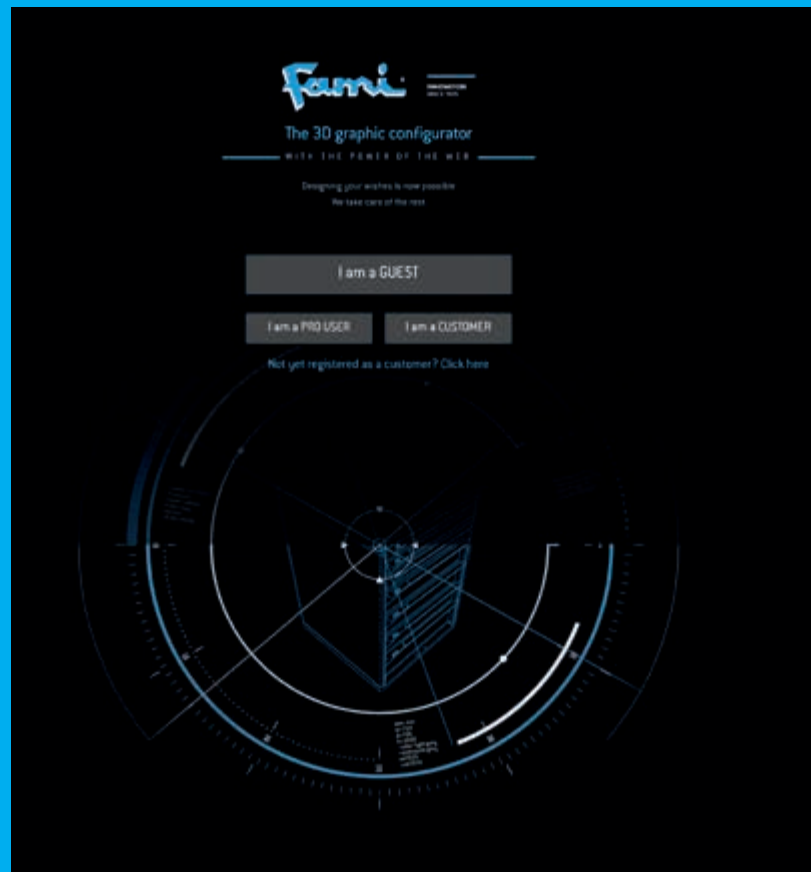 Fami
The 3D graphic configurator
WITH THE POWER OF THE WEB
Designing your wishes is now possible
We take care of the rest
I am a GUEST
I am a PRO USER
I am a CUSTOMER
Not yet registered as a customer? Click here